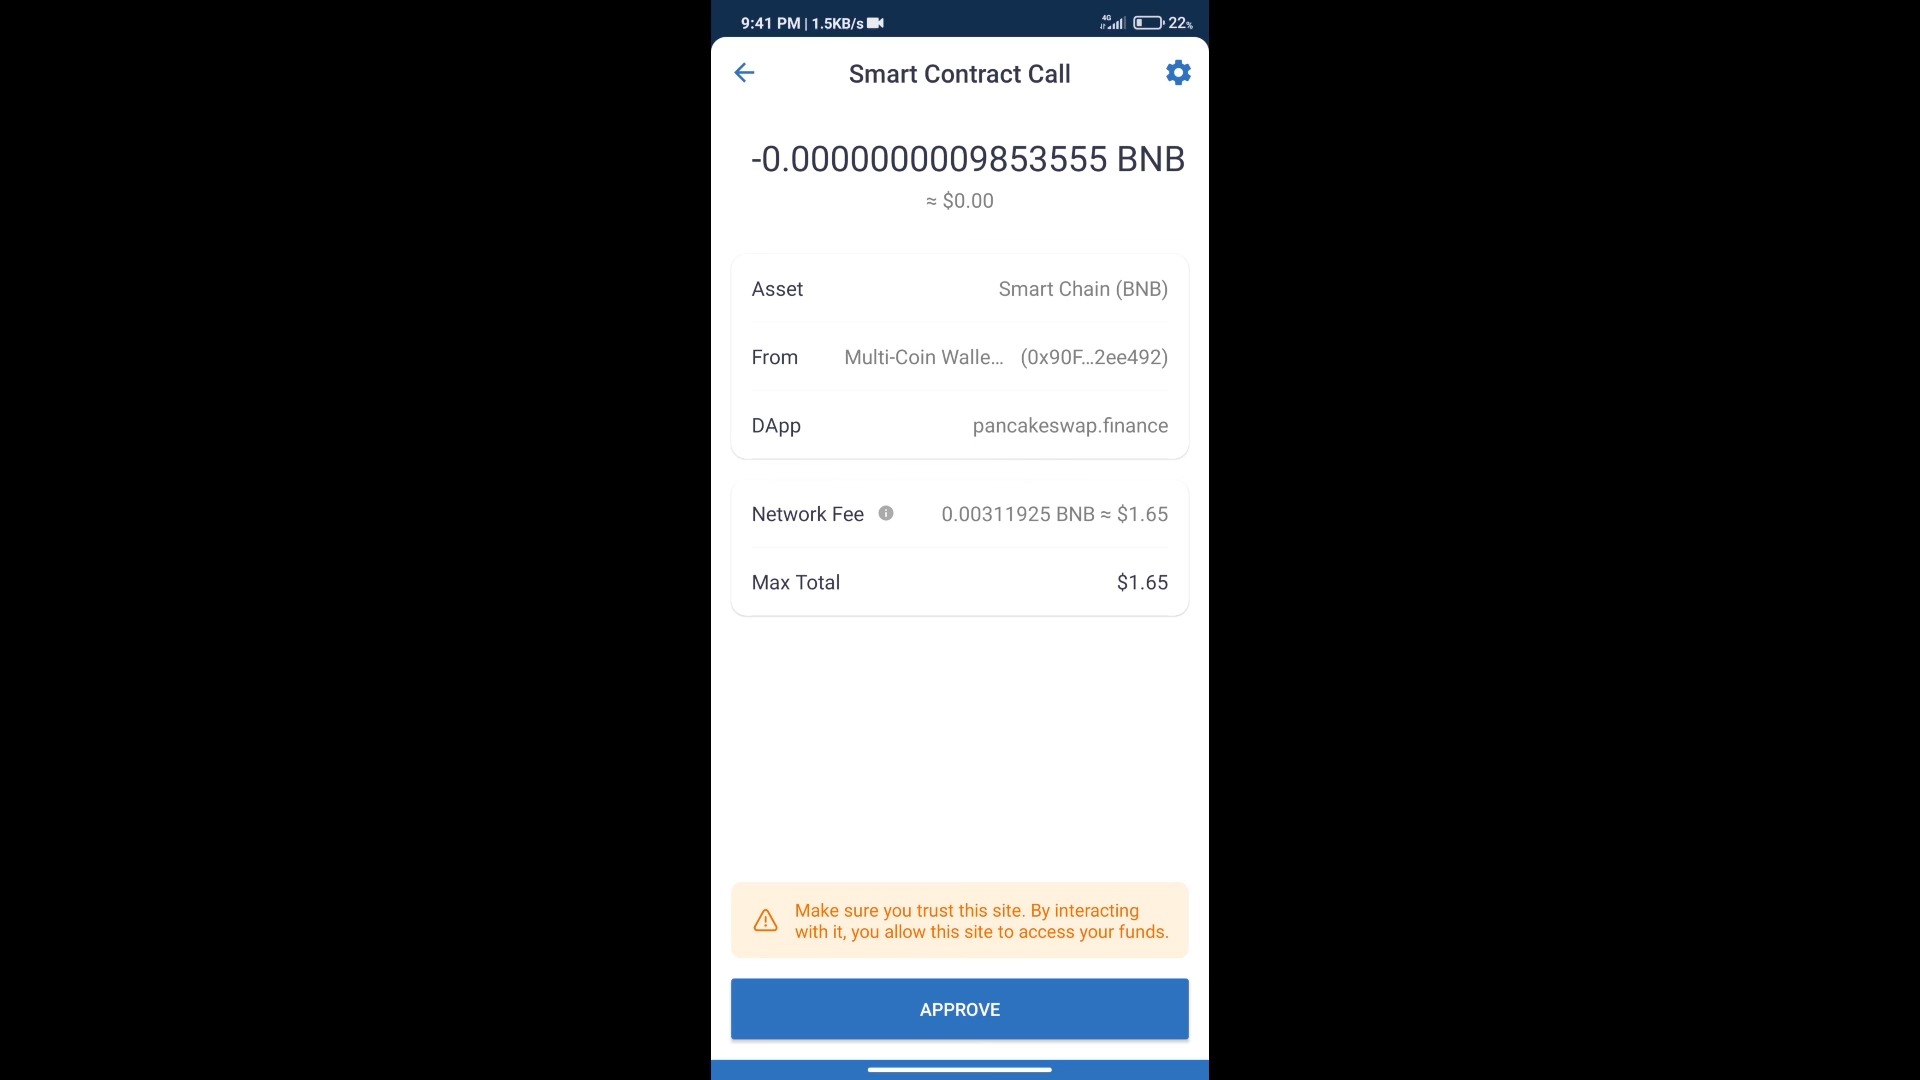 9:41 PM | 1.5KB/s
4G 22%
Smart Contract Call
-0.0000000009853555 BNB
≈ $0.00
Asset Smart Chain (BNB)
From Multi-Coin Walle... (0x90F...2ee492)
DApp pancakeswap.finance
Network Fee 0.00311925 BNB ≈ $1.65
Max Total $1.65
Make sure you trust this site. By interacting
with it, you allow this site to access your funds.
APPROVE